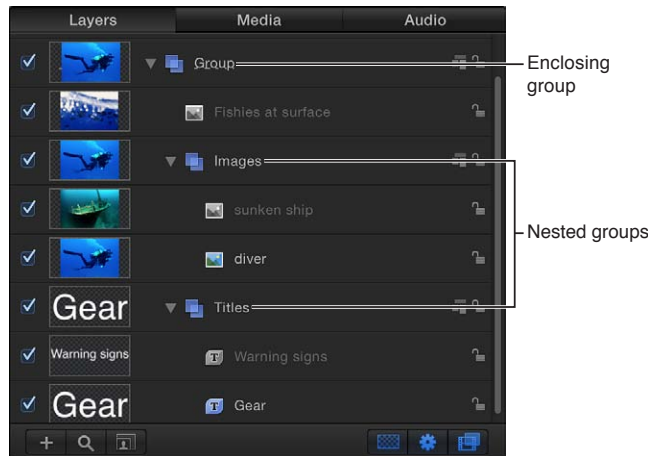 Layers Media Audio
Group
Enclosing
group
Fishies at surface
Images
sunken ship
Nested groups
diver
Gear Titles
Warning signs Warning signs
Gear Gear